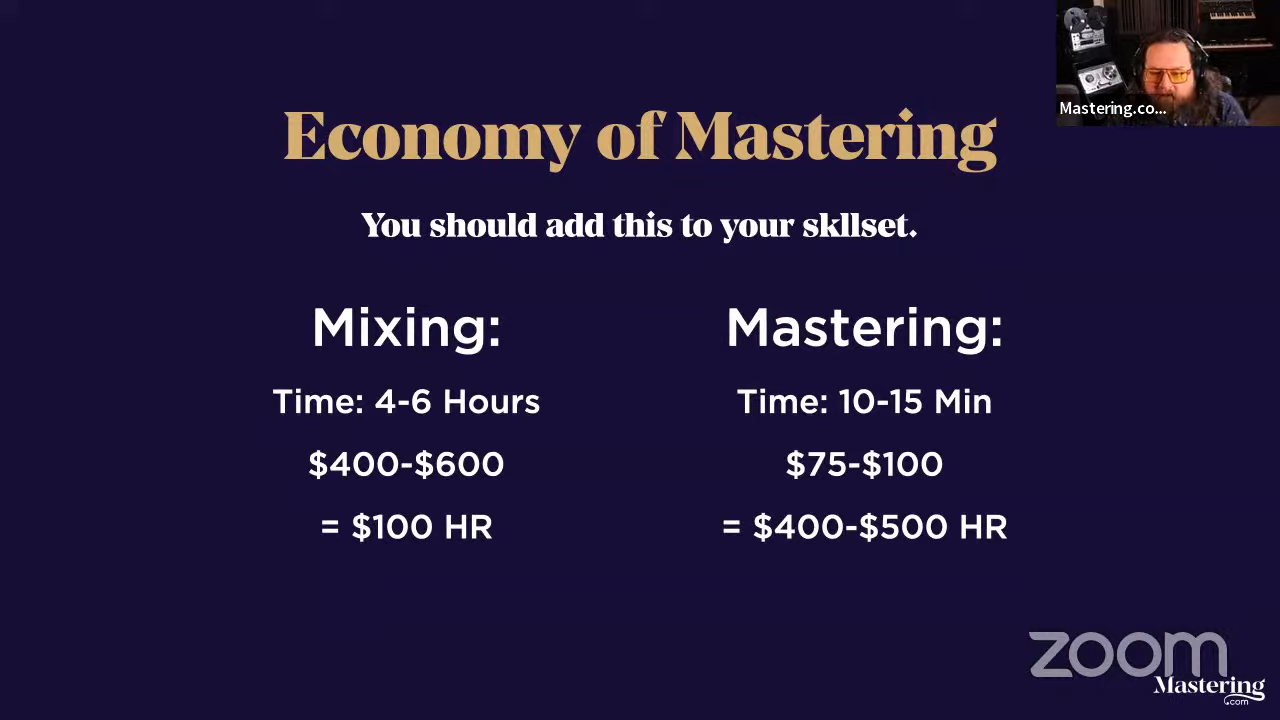 Mastering.co...
Economy of Mastering
You should add this to your skllset.
Mixing:
Time: 4-6 Hours
$400-$600
= $100 HR
Mastering:
Time: 10-15 Min
$75-$100
= $400-$500 HR
zoom
Mastering
.com